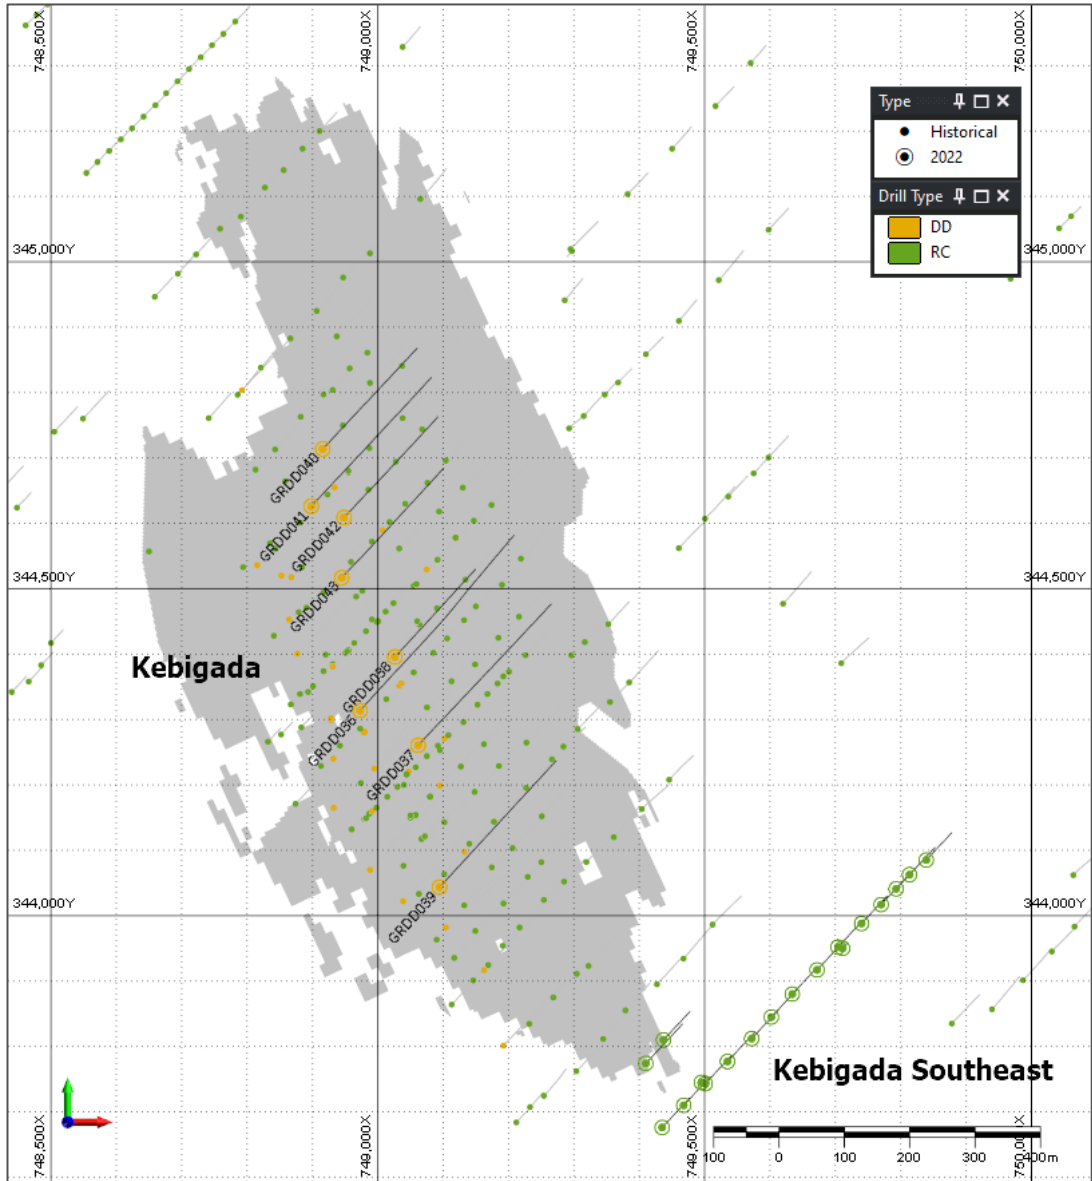 748,500X
749,000X
749,500X
750,000X
Type
Historical
2022
Drill Type
DD
RC
345,000Y
345,000Y
GRDD040
GRDD041
GRDD042
GRDD043
344,500Y
344,500Y
Kebigada
GRDD038
GRDD036
GRDD037
GRDD039
344,000Y
344,000Y
Kebigada Southeast
748,500X
749,000X
749,500X
750,000X
100
0
100
200
300
400m